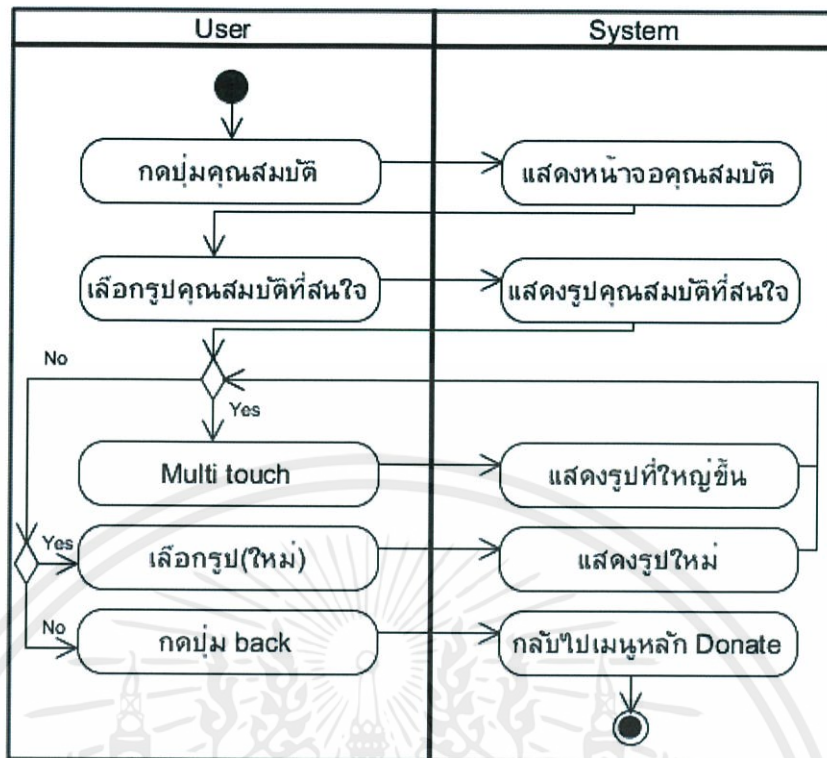 User
System
กดปุ่มคุณสมบัติ
แสดงหน้าจอคุณสมบัติ
เลือกรูปคุณสมบัติที่สนใจ
แสดงรูปคุณสมบัติที่สนใจ
No
Yes
Multi touch
แสดงรูปที่ใหญ่ขึ้น
Yes
เลือกรูป(ใหม่)
แสดงรูปใหม่
No
กดปุ่ม back
กลับไปเมนูหลัก Donate